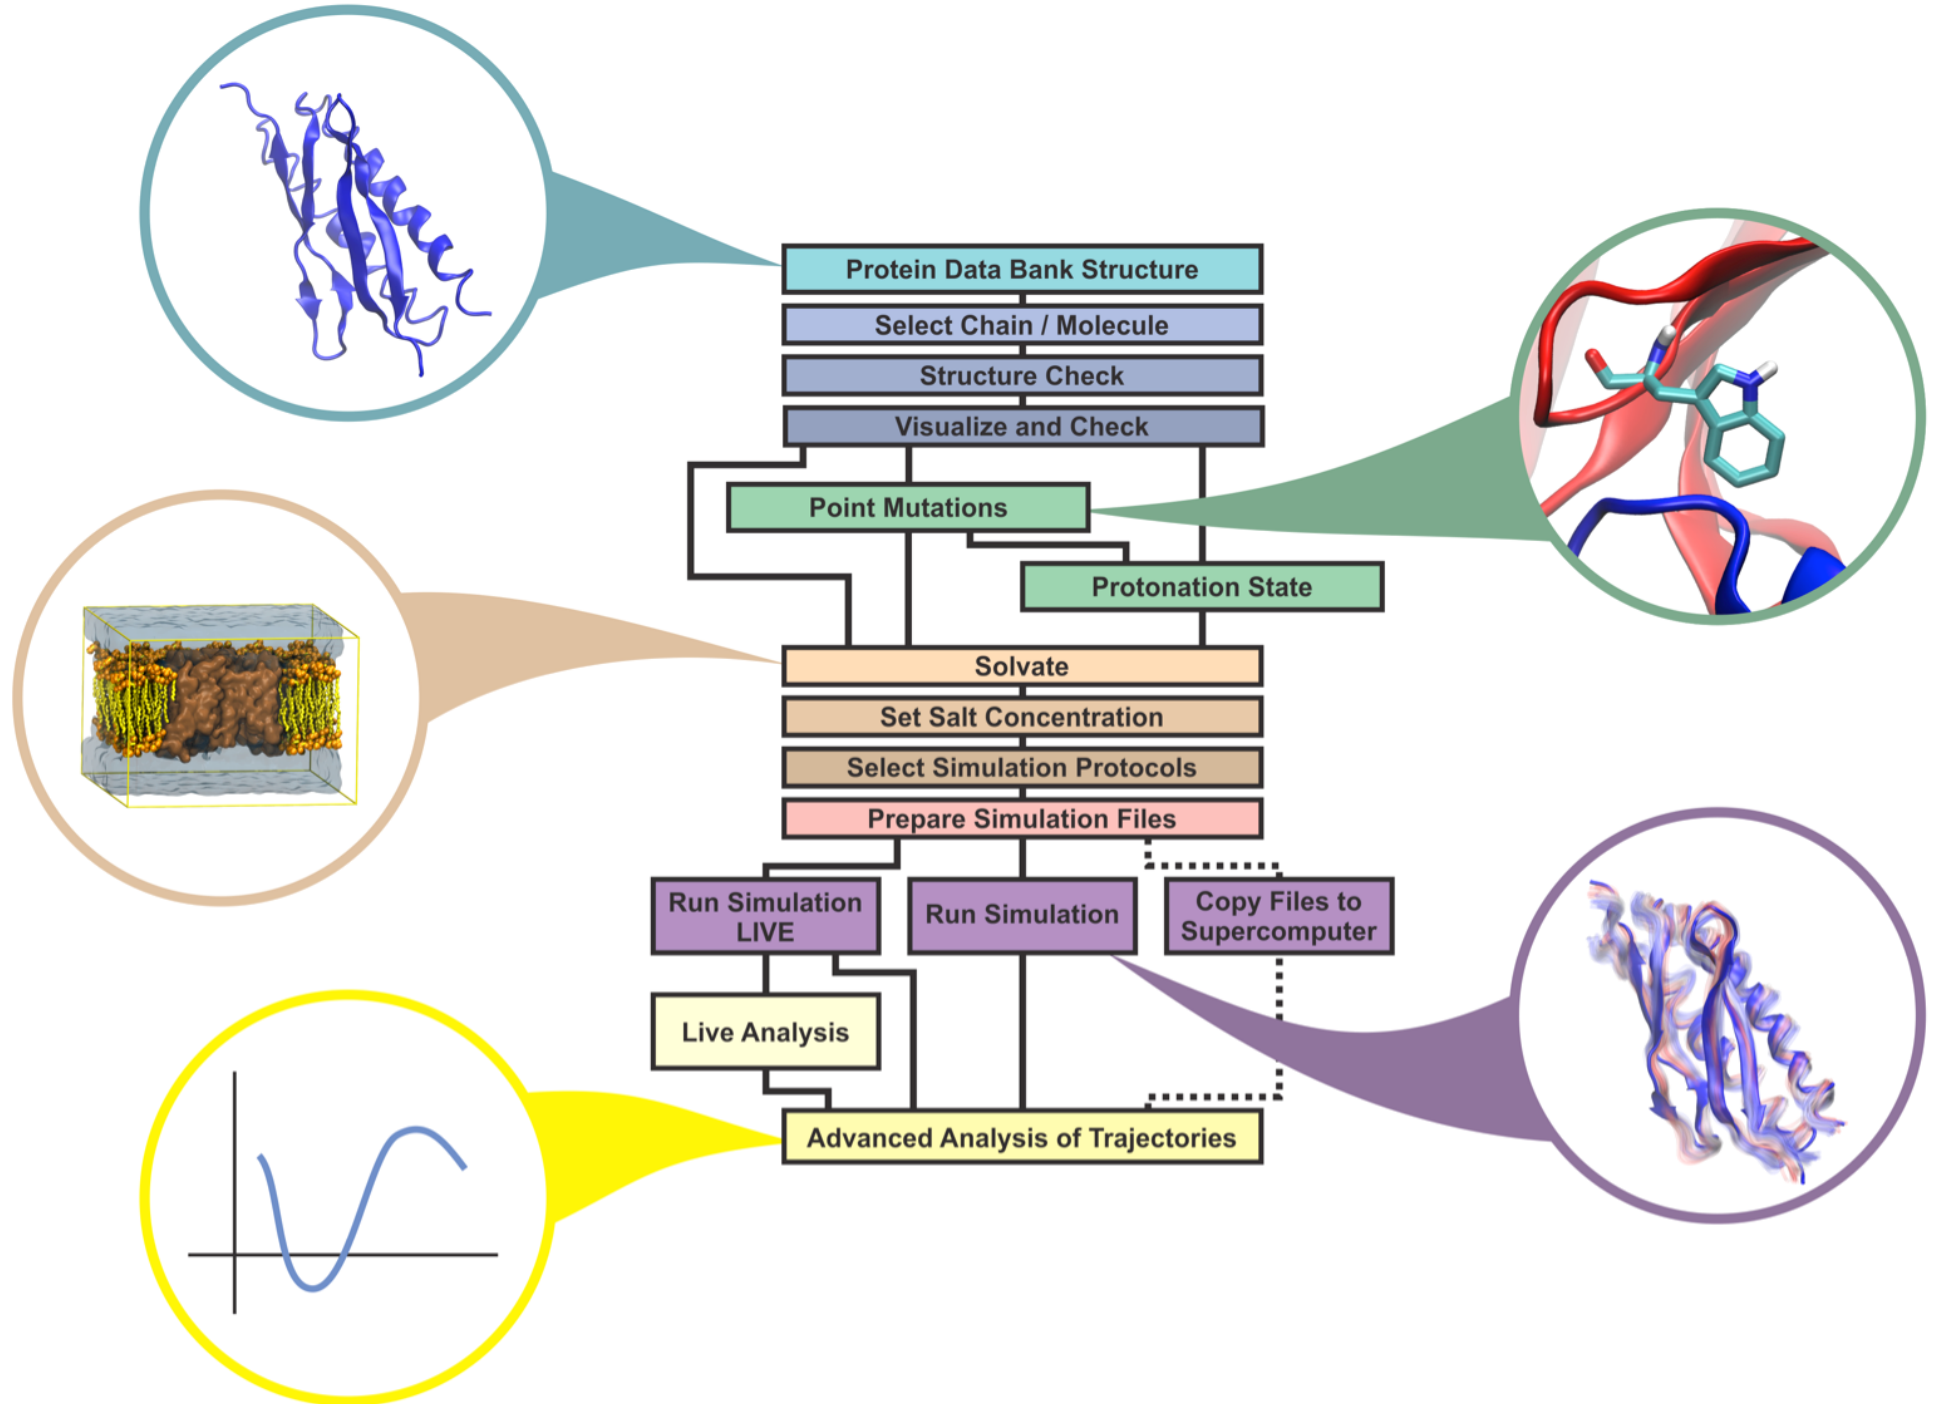 Protein Data Bank Structure
Select Chain / Molecule
Structure Check
Visualize and Check
Point Mutations
Protonation State
Solvate
Set Salt Concentration
Select Simulation Protocols
Prepare Simulation Files
Run Simulation
LIVE
Run Simulation
Copy Files to
Supercomputer
Live Analysis
Advanced Analysis of Trajectories